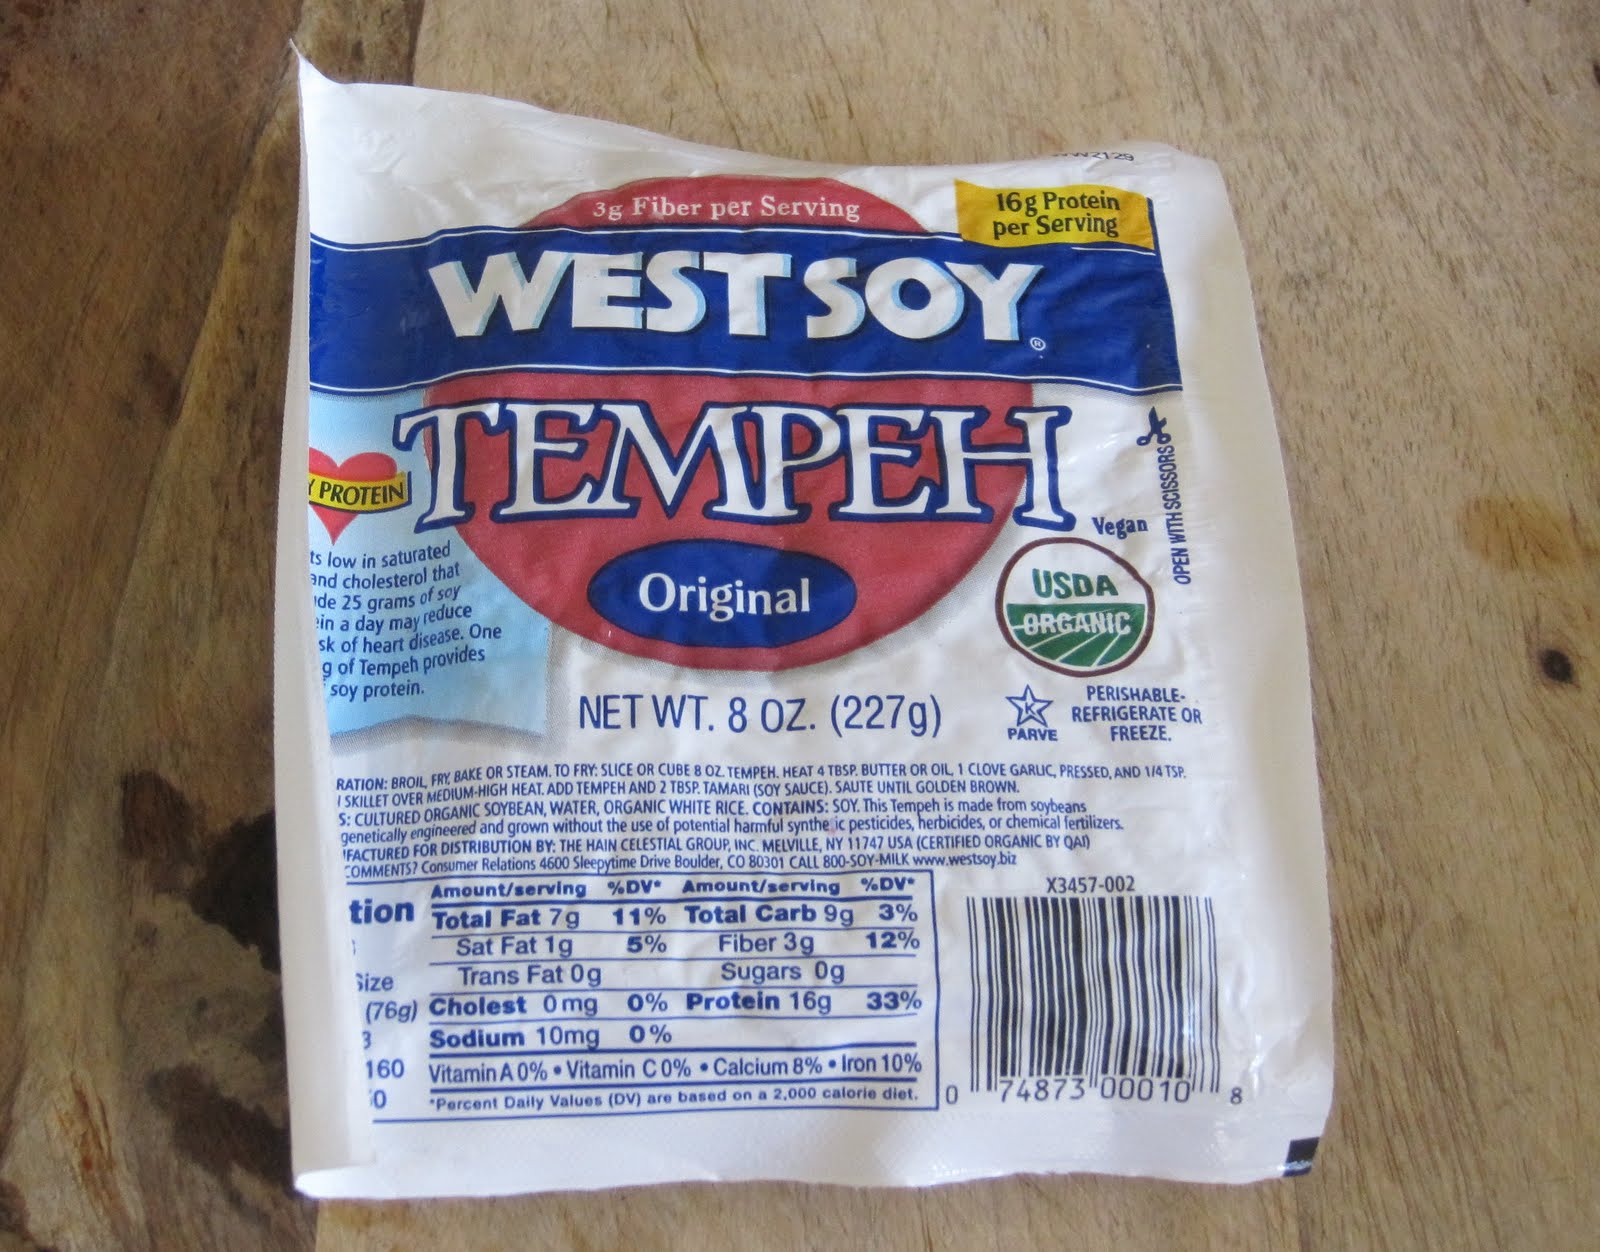 3g Fiber per Serving
16g Protein
per Serving
WESTSOY®
TEMPEH
Original
PROTEIN
ts low in saturated
and cholesterol that
de 25 grams of soy
ein a day may reduce
sk of heart disease. One
g of Tempeh provides
soy protein.
Vegan
OPEN WITH SCISSORS
USDA
ORGANIC
NET WT. 8 OZ. (227g)
K
PARVE
PERISHABLE-
REFRIGERATE OR
FREEZE.
RATION: BROIL, FRY, BAKE OR STEAM. TO FRY: SLICE OR CUBE 8 OZ. TEMPEH. HEAT 4 TBSP. BUTTER OR OIL, 1 CLOVE GARLIC, PRESSED, AND 1/4 TSP.
SKILLET OVER MEDIUM-HIGH HEAT. ADD TEMPEH AND 2 TBSP. TAMARI (SOY SAUCE). SAUTE UNTIL GOLDEN BROWN.
S: CULTURED ORGANIC SOYBEAN, WATER, ORGANIC WHITE RICE. CONTAINS: SOY. This Tempeh is made from soybeans
genetically engineered and grown without the use of potential harmful synthe ic pesticides, herbicides, or chemical fertilizers.
FACTURED FOR DISTRIBUTION BY: THE HAIN CELESTIAL GROUP, INC. MELVILLE, NY 11747 USA (CERTIFIED ORGANIC BY QAI)
COMMENTS? Consumer Relations 4600 Sleepytime Drive Boulder, CO 80301 CALL 800-SOY-MILK www.westsoy.biz
tion
Size
(76g)
160
0
Amount/serving %DV* Amount/serving %DV*
Total Fat 7g 11% Total Carb 9g 3%
Sat Fat 1g 5% Fiber 3g 12%
Trans Fat 0g Sugars 0g
Cholest 0mg 0% Protein 16g 33%
Sodium 10mg 0%
Vitamin A 0% • Vitamin C 0% • Calcium 8% • Iron 10%
*Percent Daily Values (DV) are based on a 2,000 calorie diet.
X3457-002
0 74873 00010 8